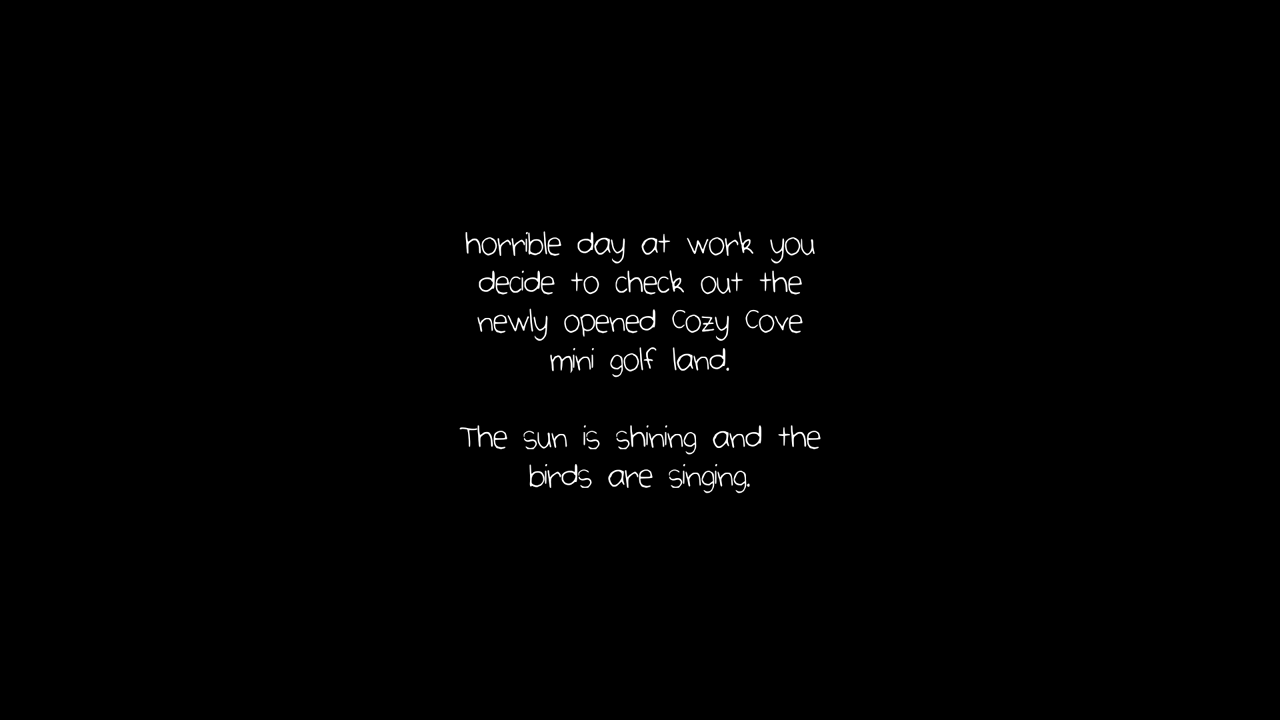 horrible day at work you
decide to check out the
newly opened Cozy Cove
mini golf land.
The sun is shining and the
birds are singing.